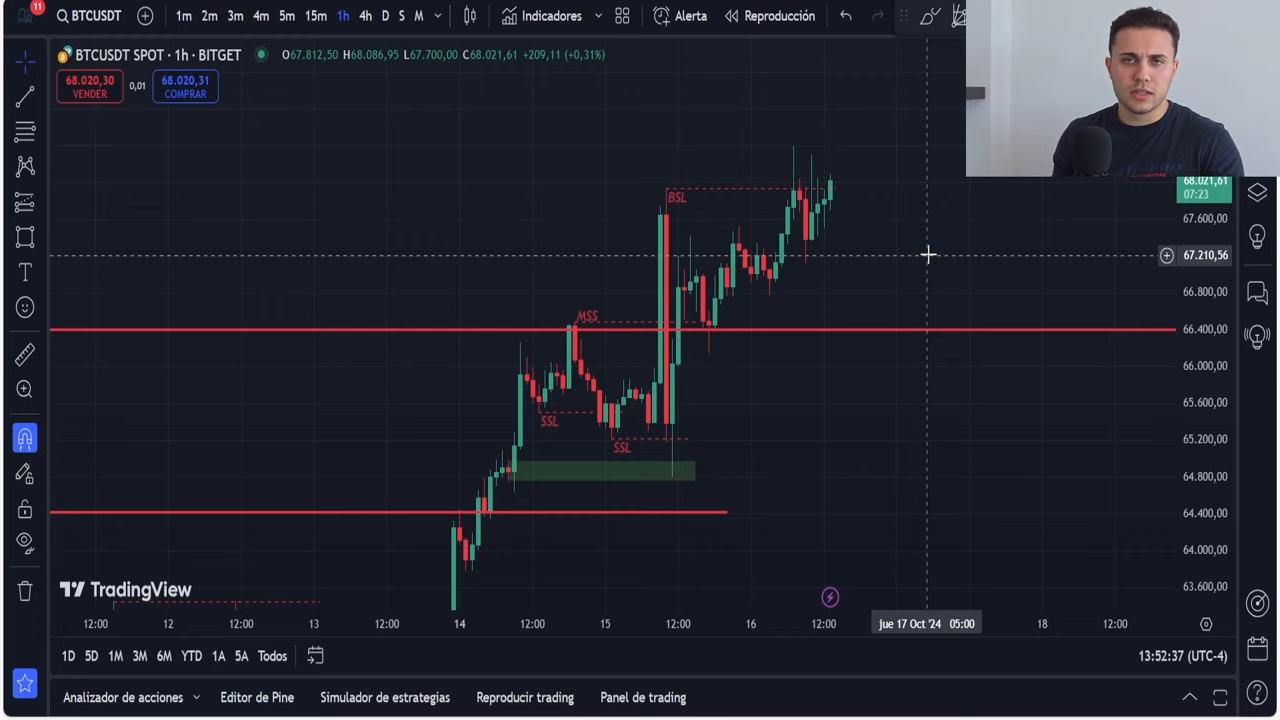 11
BTCUSDT
1m 2m 3m 4m 5m 15m 1h 4h D S M
Indicadores
Alerta
Reproducción
BTCUSDT SPOT · 1h · BITGET
O67.812,50 H68.086,95 L67.700,00 C68.021,61 +209,11 (+0,31%)
68.020,30
VENDER
0,01
68.020,31
COMPRAR
68.021,61
07:23
BSL
67.600,00
67.210,56
66.800,00
MSS
66.400,00
66.000,00
65.600,00
SSL
65.200,00
SSL
64.800,00
64.400,00
64.000,00
TradingView
63.600,00
12:00 12 12:00 13 12:00 14 12:00 15 12:00 16 12:00 jue 17 Oct '24 05:00 18 12:00
1D 5D 1M 3M 6M YTD 1A 5A Todos
13:52:37 (UTC-4)
Analizador de acciones
Editor de Pine
Simulador de estrategias
Reproducir trading
Panel de trading